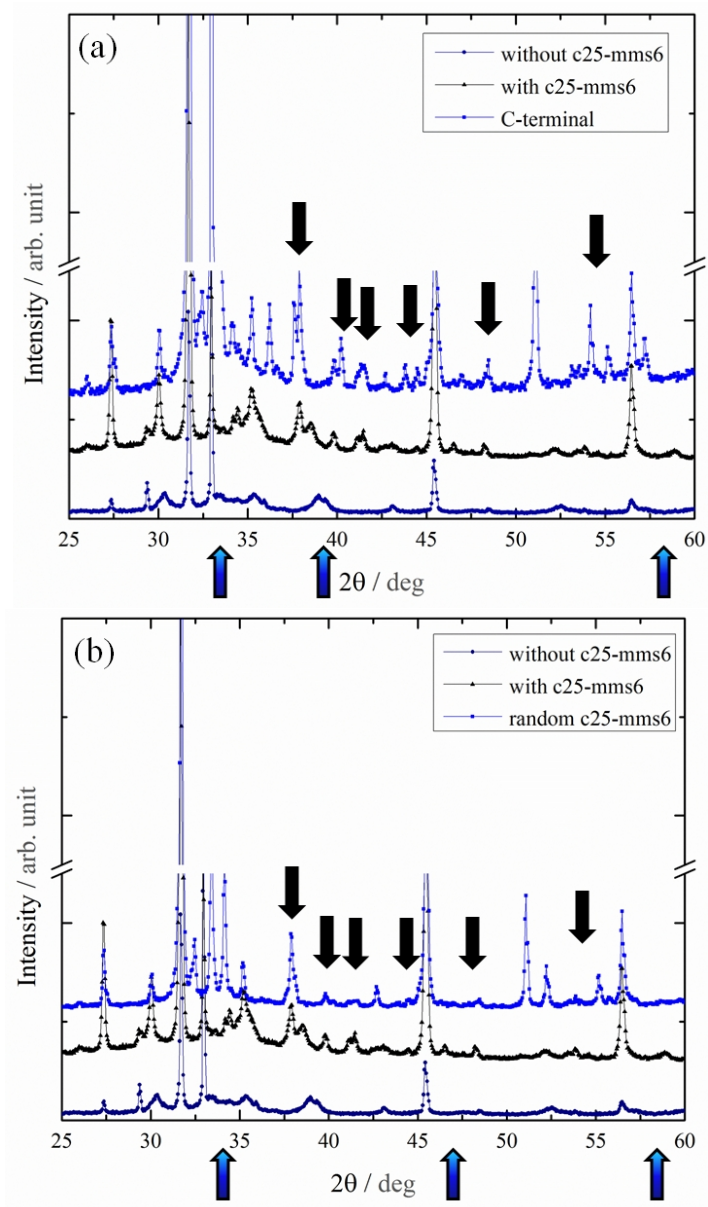 (a)
without c25-mms6
with c25-mms6
C-terminal
Intensity / arb. unit
25 30 35 40 45 50 55 60
2θ / deg
(b)
without c25-mms6
with c25-mms6
random c25-mms6
Intensity / arb. unit
25 30 35 40 45 50 55 60
2θ / deg